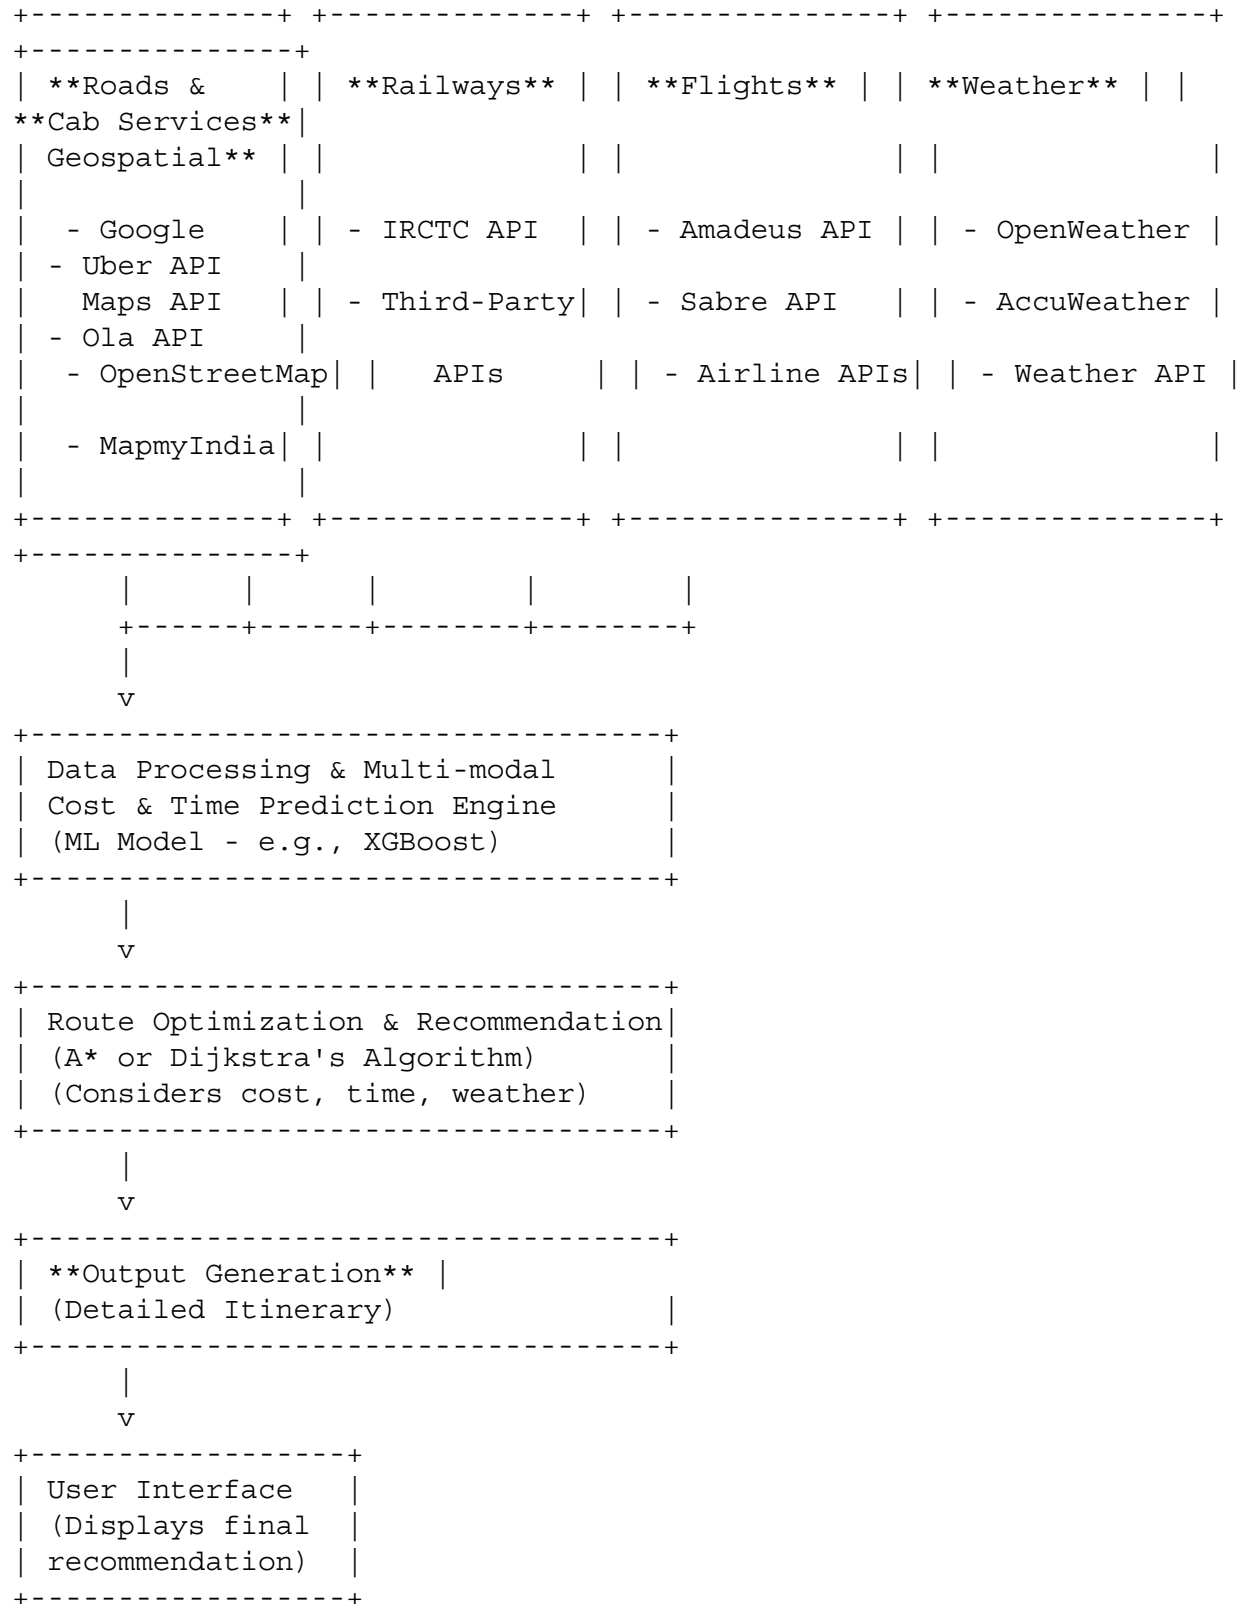 +--------------+ +--------------+ +---------------+ +---------------+
+---------------+
| **Roads &    | | **Railways** | | **Flights** | | **Weather** | |
**Cab Services**|
| Geospatial** | |              | |               | |               |
|               |
|  - Google    | | - IRCTC API  | | - Amadeus API | | - OpenWeather |
| - Uber API    |
|   Maps API   | | - Third-Party| | - Sabre API   | | - AccuWeather |
| - Ola API     |
|  - OpenStreetMap| |   APIs     | | - Airline APIs| | - Weather API |
|               |
|  - MapmyIndia| |              | |               | |               |
|               |
+--------------+ +--------------+ +---------------+ +---------------+
+---------------+
      |      |      |        |        |
      +------+------+--------+--------+
      |
      v
+------------------------------------+
| Data Processing & Multi-modal      |
| Cost & Time Prediction Engine      |
| (ML Model - e.g., XGBoost)         |
+------------------------------------+
      |
      v
+------------------------------------+
| Route Optimization & Recommendation|
| (A* or Dijkstra's Algorithm)       |
| (Considers cost, time, weather)    |
+------------------------------------+
      |
      v
+------------------------------------+
| **Output Generation** |
| (Detailed Itinerary)               |
+------------------------------------+
      |
      v
+------------------+
| User Interface   |
| (Displays final  |
| recommendation)  |
+------------------+